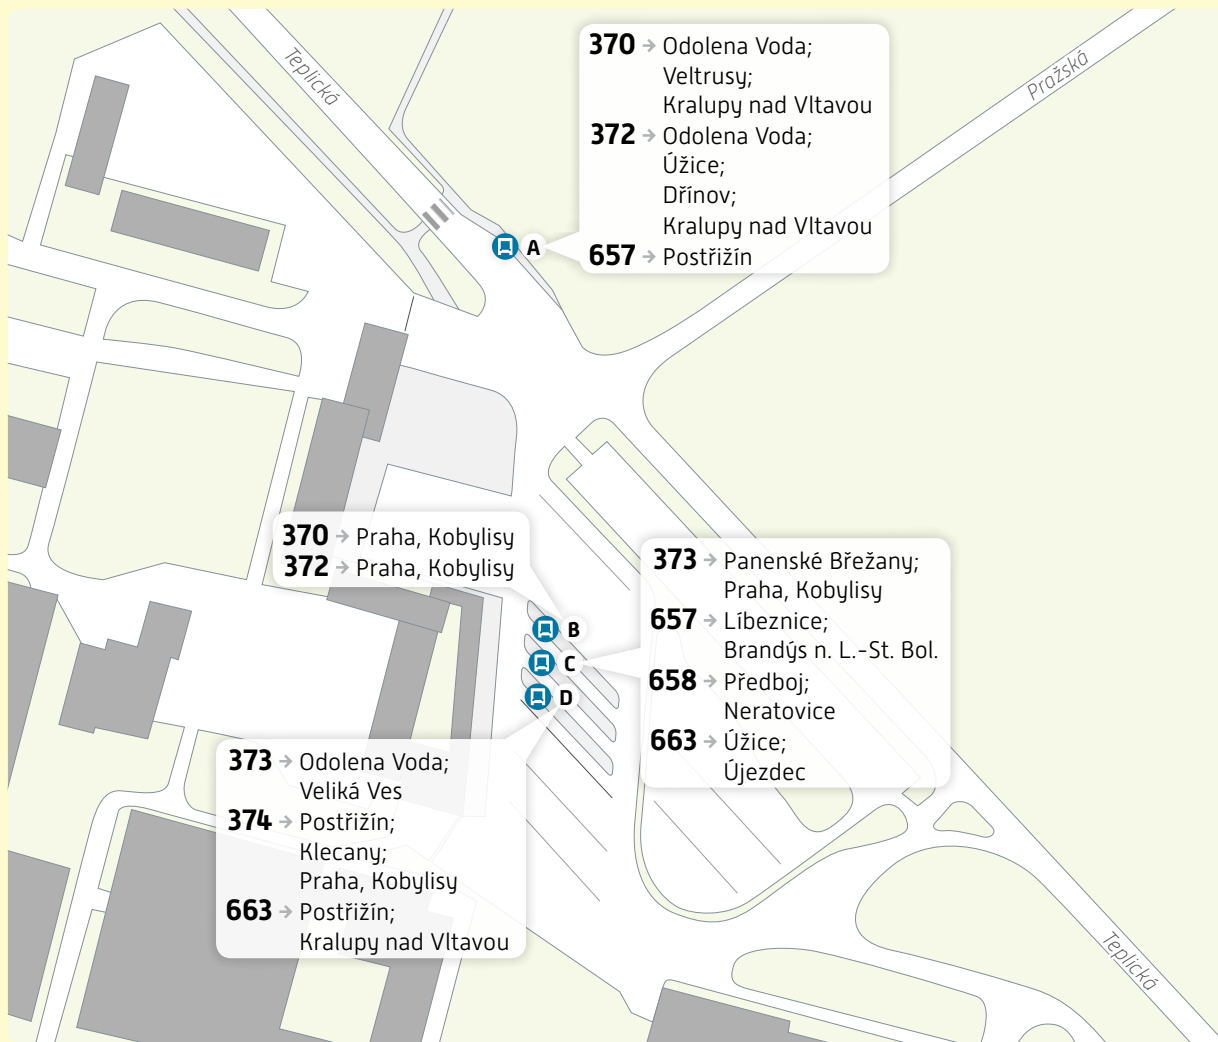 Teplická
Pražská
370 → Odolena Voda;
Veltrusy;
Kralupy nad Vltavou
372 → Odolena Voda;
Úžice;
Dřínov;
Kralupy nad Vltavou
657 → Postřižín
A
370 → Praha, Kobylisy
372 → Praha, Kobylisy
B
C
D
373 → Panenské Břežany;
Praha, Kobylisy
657 → Líbeznice;
Brandýs n. L.-St. Bol.
658 → Předboj;
Neratovice
663 → Úžice;
Újezdec
373 → Odolena Voda;
Veliká Ves
374 → Postřižín;
Klecany;
Praha, Kobylisy
663 → Postřižín;
Kralupy nad Vltavou
Teplická